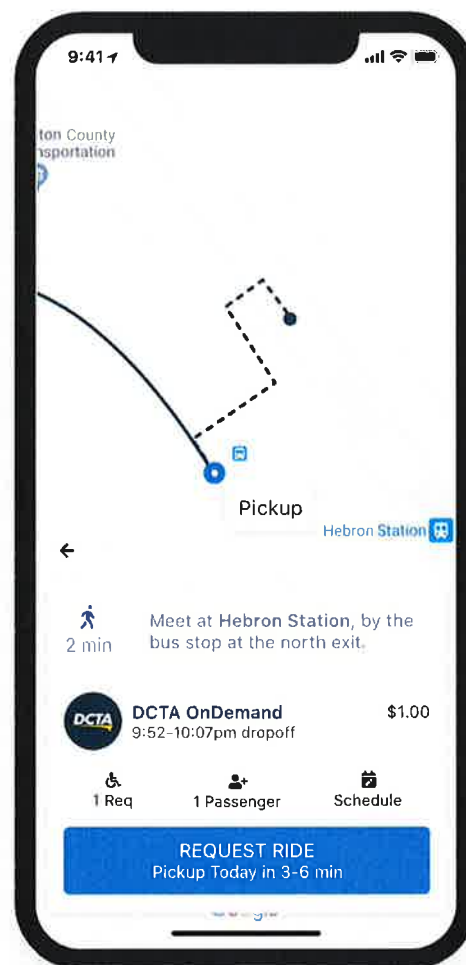 9:41
ton County
nsportation
Pickup
Hebron Station
2 min
Meet at Hebron Station, by the
bus stop at the north exit.
DCTA
DCTA OnDemand
$1.00
9:52-10:07pm dropoff
1 Req
1 Passenger
Schedule
REQUEST RIDE
Pickup Today in 3-6 min